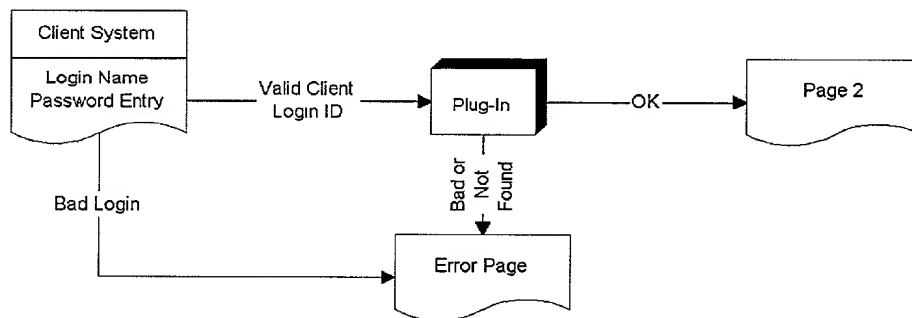 Client System
Login Name
Password Entry
Valid Client
Login ID
Plug-In
OK
Page 2
Bad or
Not
Found
Bad Login
Error Page